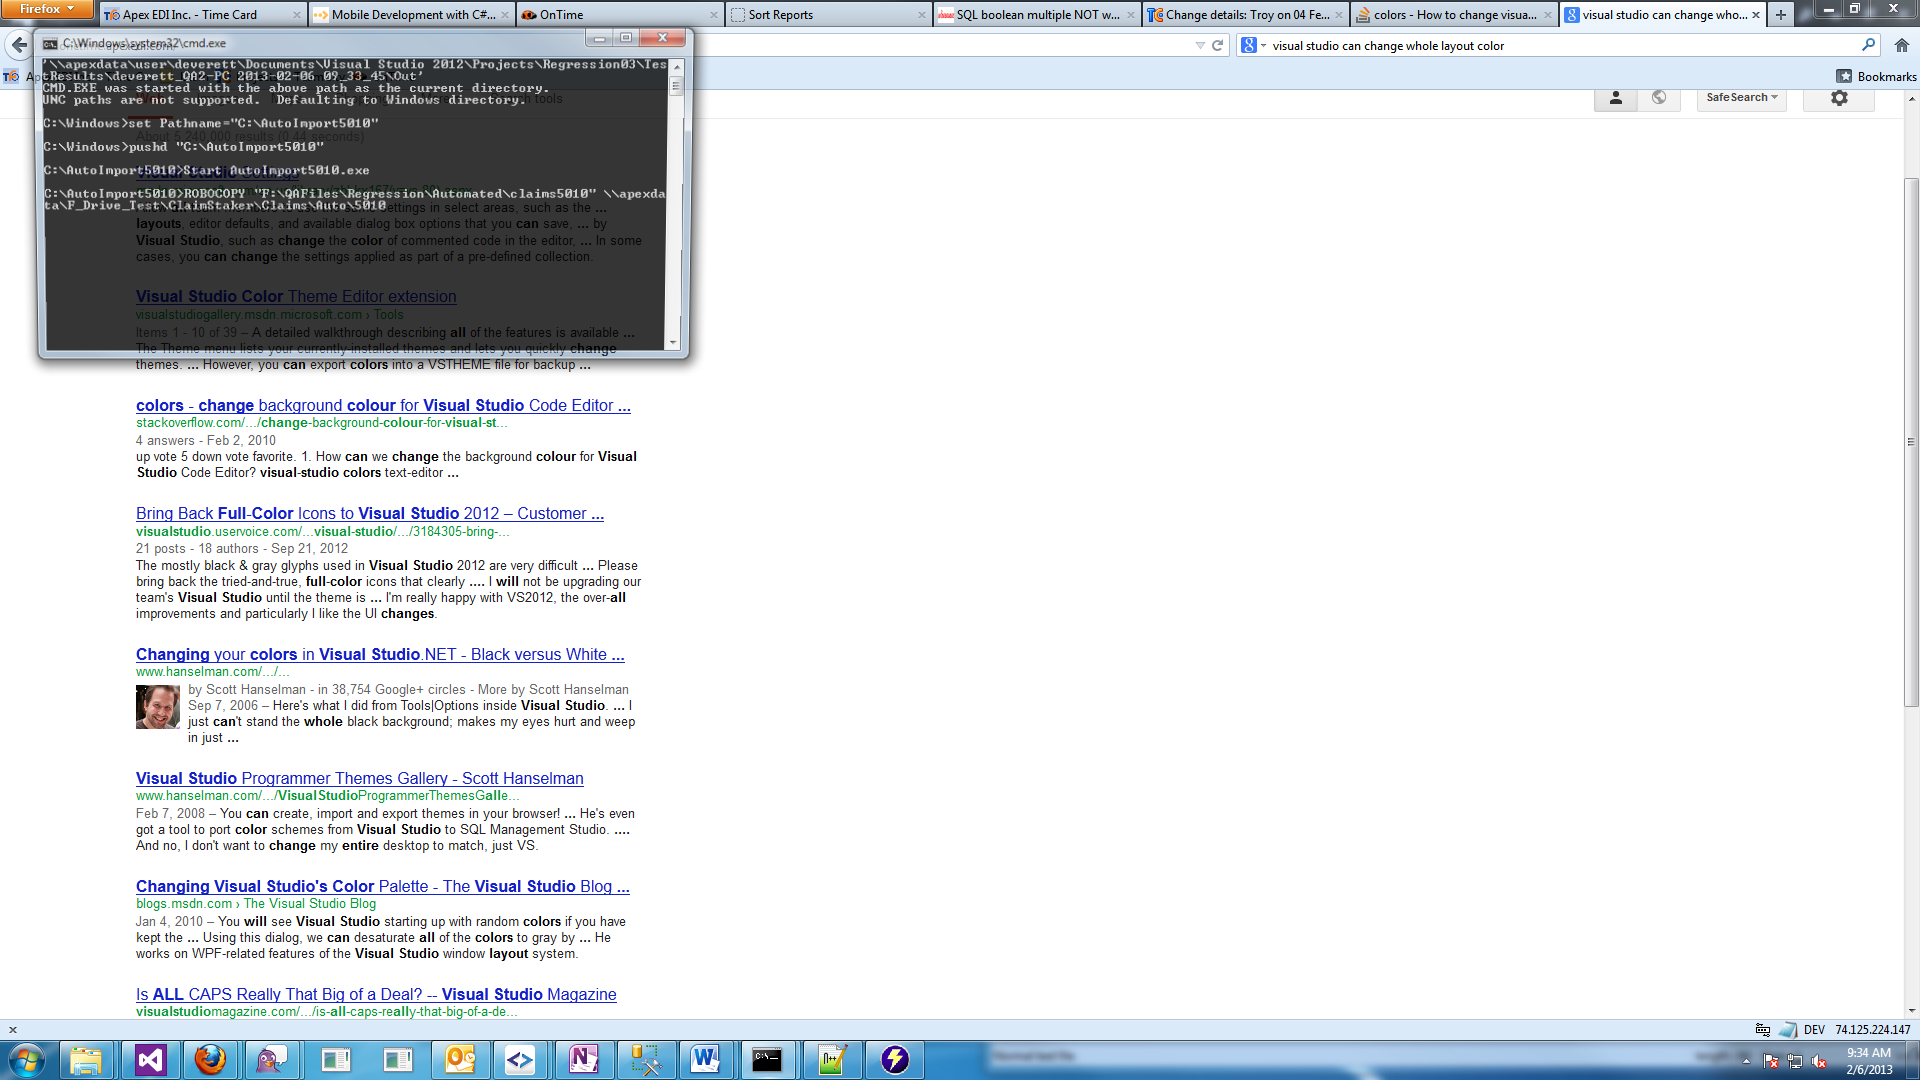 Firefox
Apex EDI Inc. - Time Card
Mobile Development with C#...
OnTime
Sort Reports
SQL boolean multiple NOT w...
Change details: Troy on 04 Fe...
colors - How to change visua...
visual studio can change who...
C:\Windows\system32\cmd.exe
visual studio can change whole layout color
Bookmarks
'\\apexdata\user\deverett\Documents\Visual Studio 2012\Projects\Regression03\Tes
tResults\deverett_QA2-PC 2013-02-06 09_33_45\Out'
CMD.EXE was started with the above path as the current directory.
UNC paths are not supported.  Defaulting to Windows directory.
C:\Windows>set Pathname="C:\AutoImport5010"
C:\Windows>pushd "C:\AutoImport5010"
C:\AutoImport5010>Start AutoImport5010.exe
C:\AutoImport5010>ROBOCOPY "F:\QAFiles\Regression\Automated\claims5010" \\apexda
ta\F_Drive_Test\ClaimStaker\Claims\Auto\5010
SafeSearch
layouts, editor defaults, and available dialog box options that you can save, ... by
Visual Studio, such as change the color of commented code in the editor, ... In some
cases, you can change the settings applied as part of a pre-defined collection.
Visual Studio Color Theme Editor extension
visualstudiogallery.msdn.microsoft.com › Tools
Items 1 - 10 of 39 – A detailed walkthrough describing all of the features is available ...
The Theme menu lists your currently-installed themes and lets you quickly change
themes. ... However, you can export colors into a VSTHEME file for backup ...
colors - change background colour for Visual Studio Code Editor ...
stackoverflow.com/.../change-background-colour-for-visual-st...
4 answers - Feb 2, 2010
up vote 5 down vote favorite. 1. How can we change the background colour for Visual
Studio Code Editor? visual-studio colors text-editor ...
Bring Back Full-Color Icons to Visual Studio 2012 – Customer ...
visualstudio.uservoice.com/...visual-studio/.../3184305-bring-...
21 posts - 18 authors - Sep 21, 2012
The mostly black & gray glyphs used in Visual Studio 2012 are very difficult ... Please
bring back the tried-and-true, full-color icons that clearly .... I will not be upgrading our
team's Visual Studio until the theme is ... I'm really happy with VS2012, the over-all
improvements and particularly I like the UI changes.
Changing your colors in Visual Studio.NET - Black versus White ...
www.hanselman.com/.../...
by Scott Hanselman - in 38,754 Google+ circles - More by Scott Hanselman
Sep 7, 2006 – Here's what I did from Tools|Options inside Visual Studio. ... I
just can't stand the whole black background; makes my eyes hurt and weep
in just ...
Visual Studio Programmer Themes Gallery - Scott Hanselman
www.hanselman.com/.../VisualStudioProgrammerThemesGalle...
Feb 7, 2008 – You can create, import and export themes in your browser! ... He's even
got a tool to port color schemes from Visual Studio to SQL Management Studio. ....
And no, I don't want to change my entire desktop to match, just VS.
Changing Visual Studio's Color Palette - The Visual Studio Blog ...
blogs.msdn.com › The Visual Studio Blog
Jan 4, 2010 – You will see Visual Studio starting up with random colors if you have
kept the ... Using this dialog, we can desaturate all of the colors to gray by ... He
works on WPF-related features of the Visual Studio window layout system.
Is ALL CAPS Really That Big of a Deal? -- Visual Studio Magazine
visualstudiomagazine.com/.../is-all-caps-really-that-big-of-a-de...
DEV 74.125.224.147
9:34 AM
2/6/2013